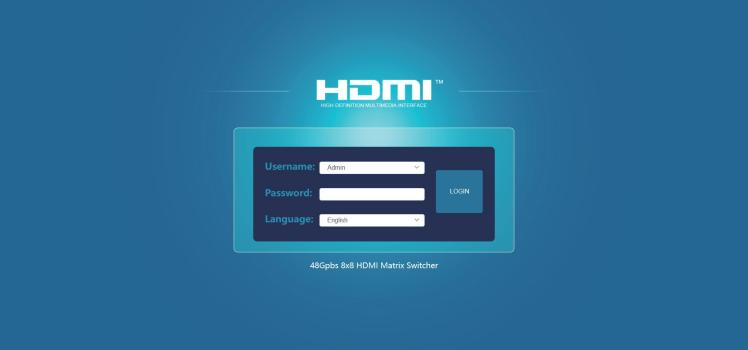 HDMI™
HIGH-DEFINITION MULTIMEDIA INTERFACE
Username: Admin
Password:
LOGIN
Language: English
48Gpbs 8x8 HDMI Matrix Switcher